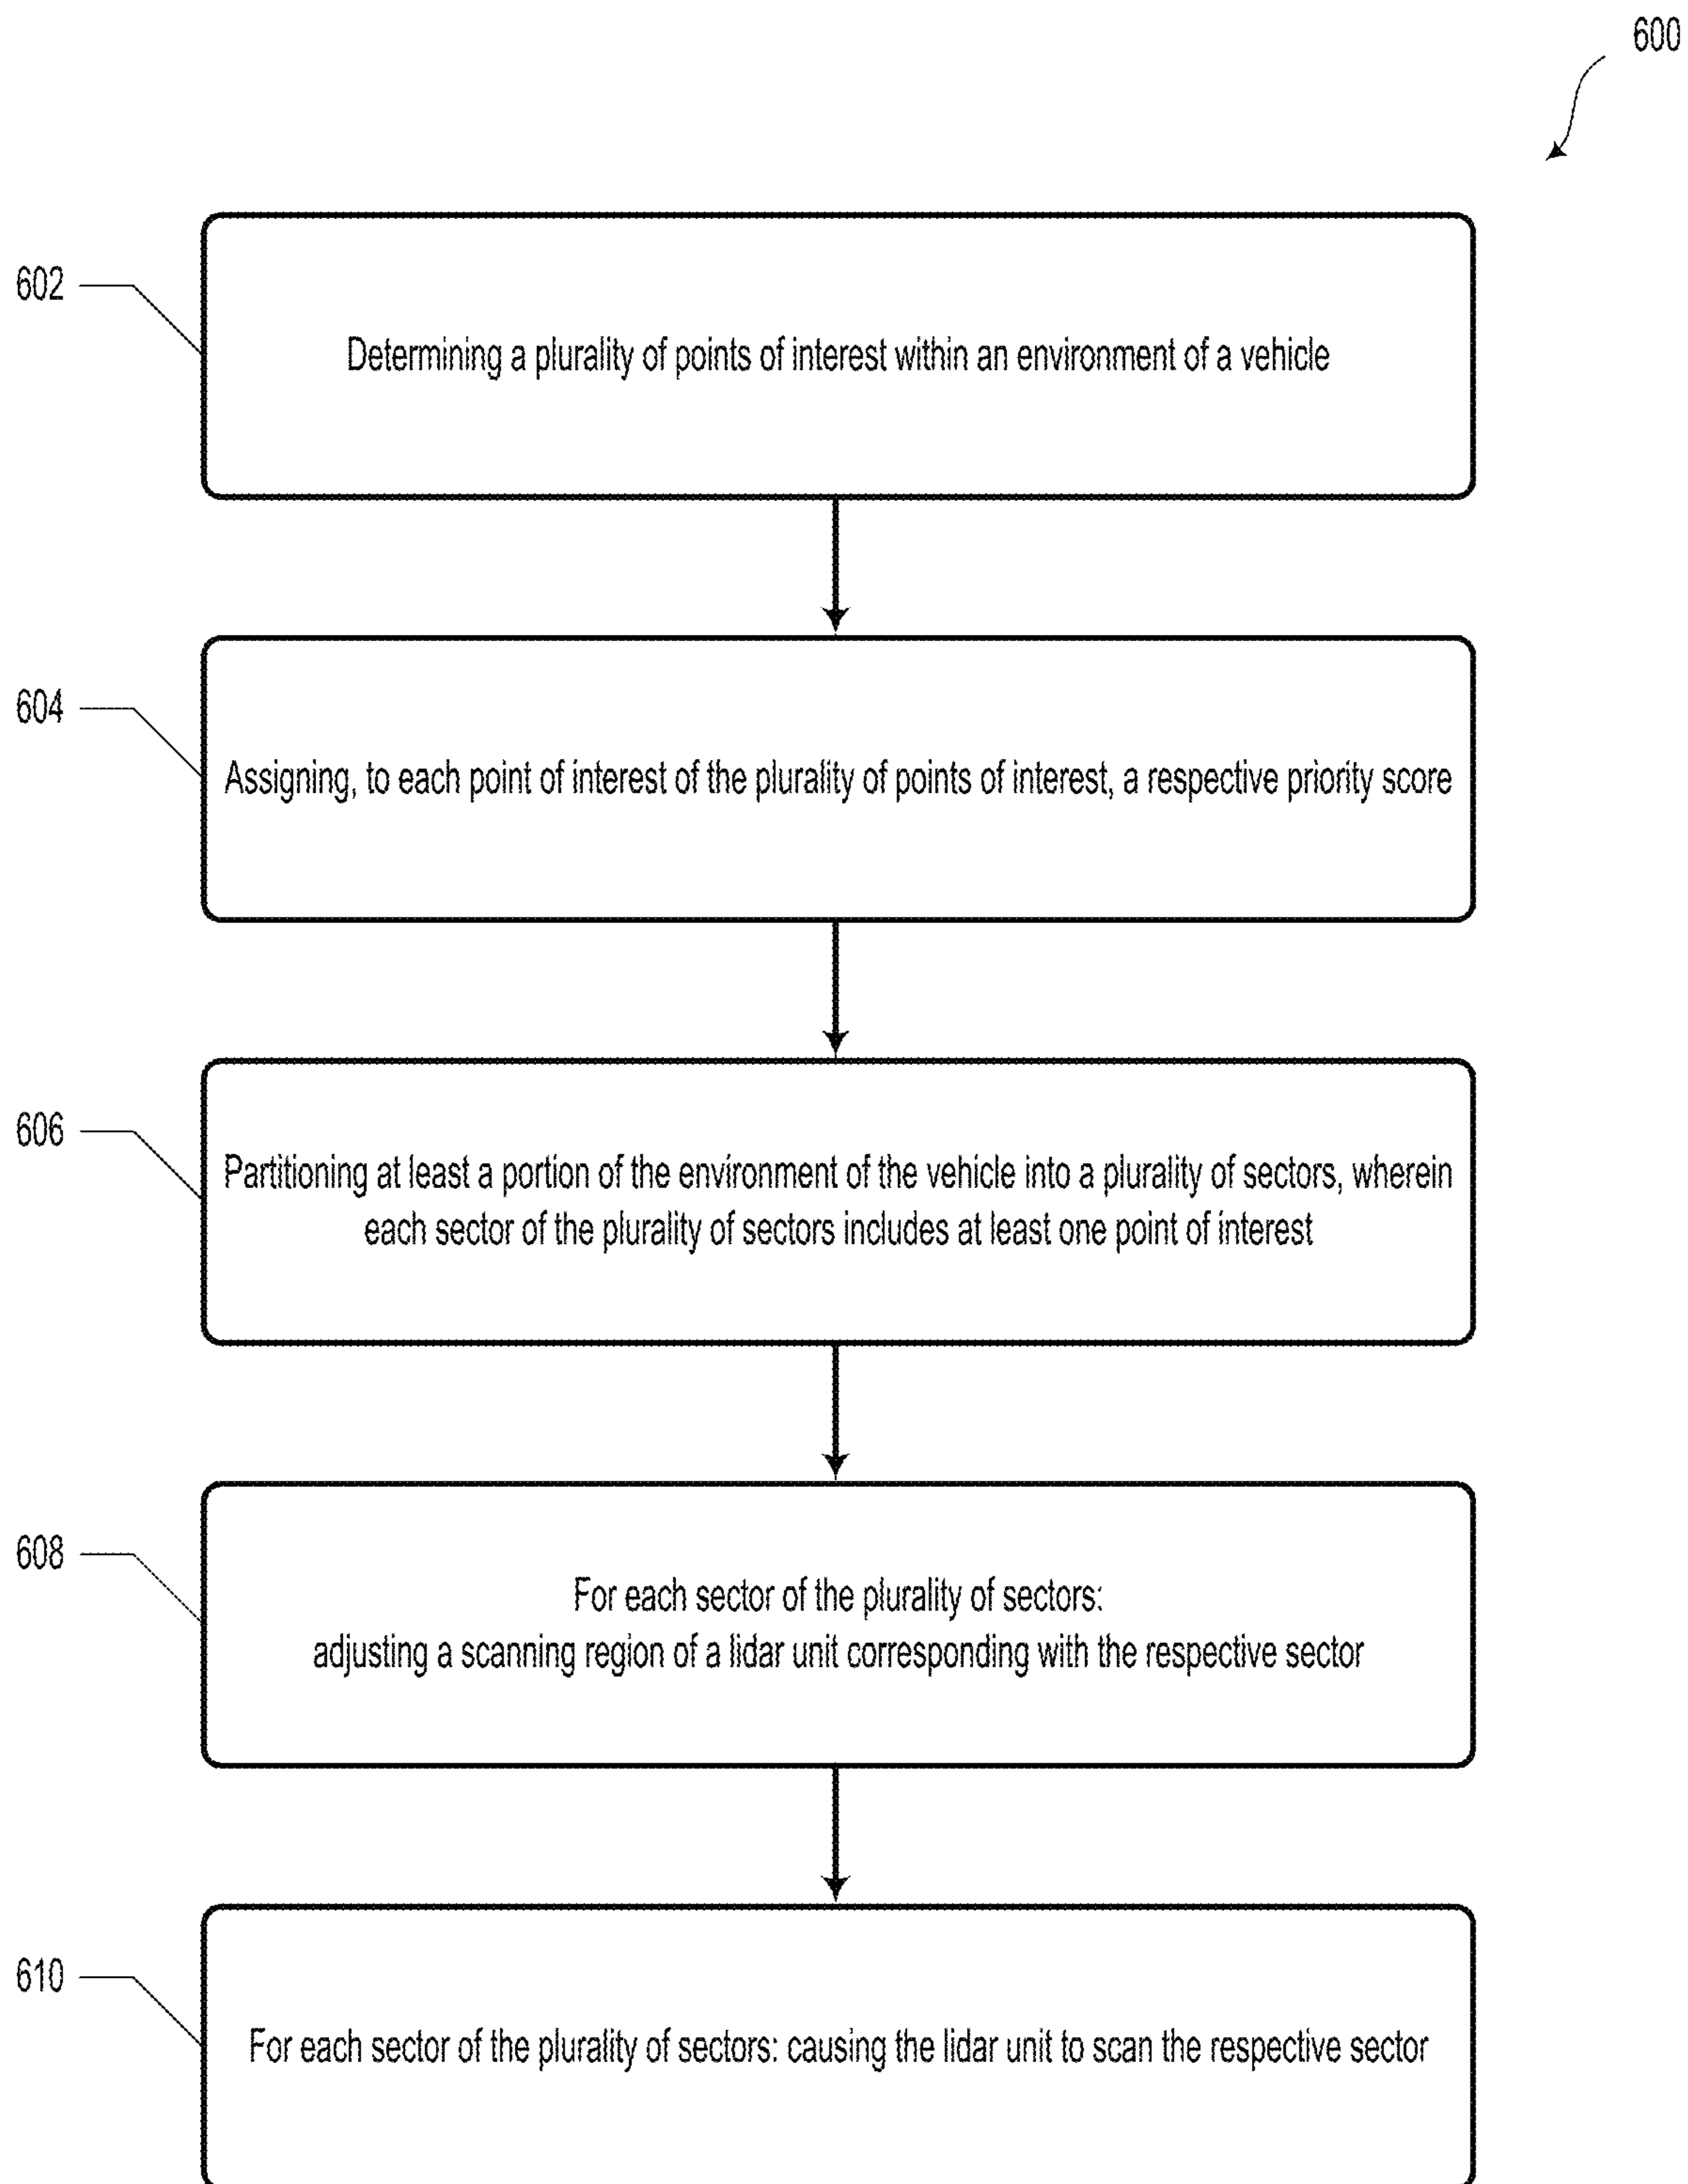 600
602
Determining a plurality of points of interest within an environment of a vehicle
604
Assigning, to each point of interest of the plurality of points of interest, a respective priority score
606
Partitioning at least a portion of the environment of the vehicle into a plurality of sectors, wherein
each sector of the plurality of sectors includes at least one point of interest
608
For each sector of the plurality of sectors:
adjusting a scanning region of a lidar unit corresponding with the respective sector
610
For each sector of the plurality of sectors: causing the lidar unit to scan the respective sector